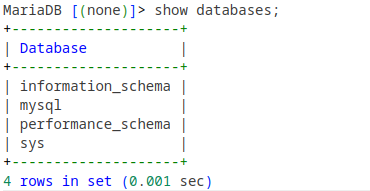 MariaDB [(none)]> show databases;
+--------------------+
| Database           |
+--------------------+
| information_schema |
| mysql              |
| performance_schema |
| sys                |
+--------------------+
4 rows in set (0.001 sec)